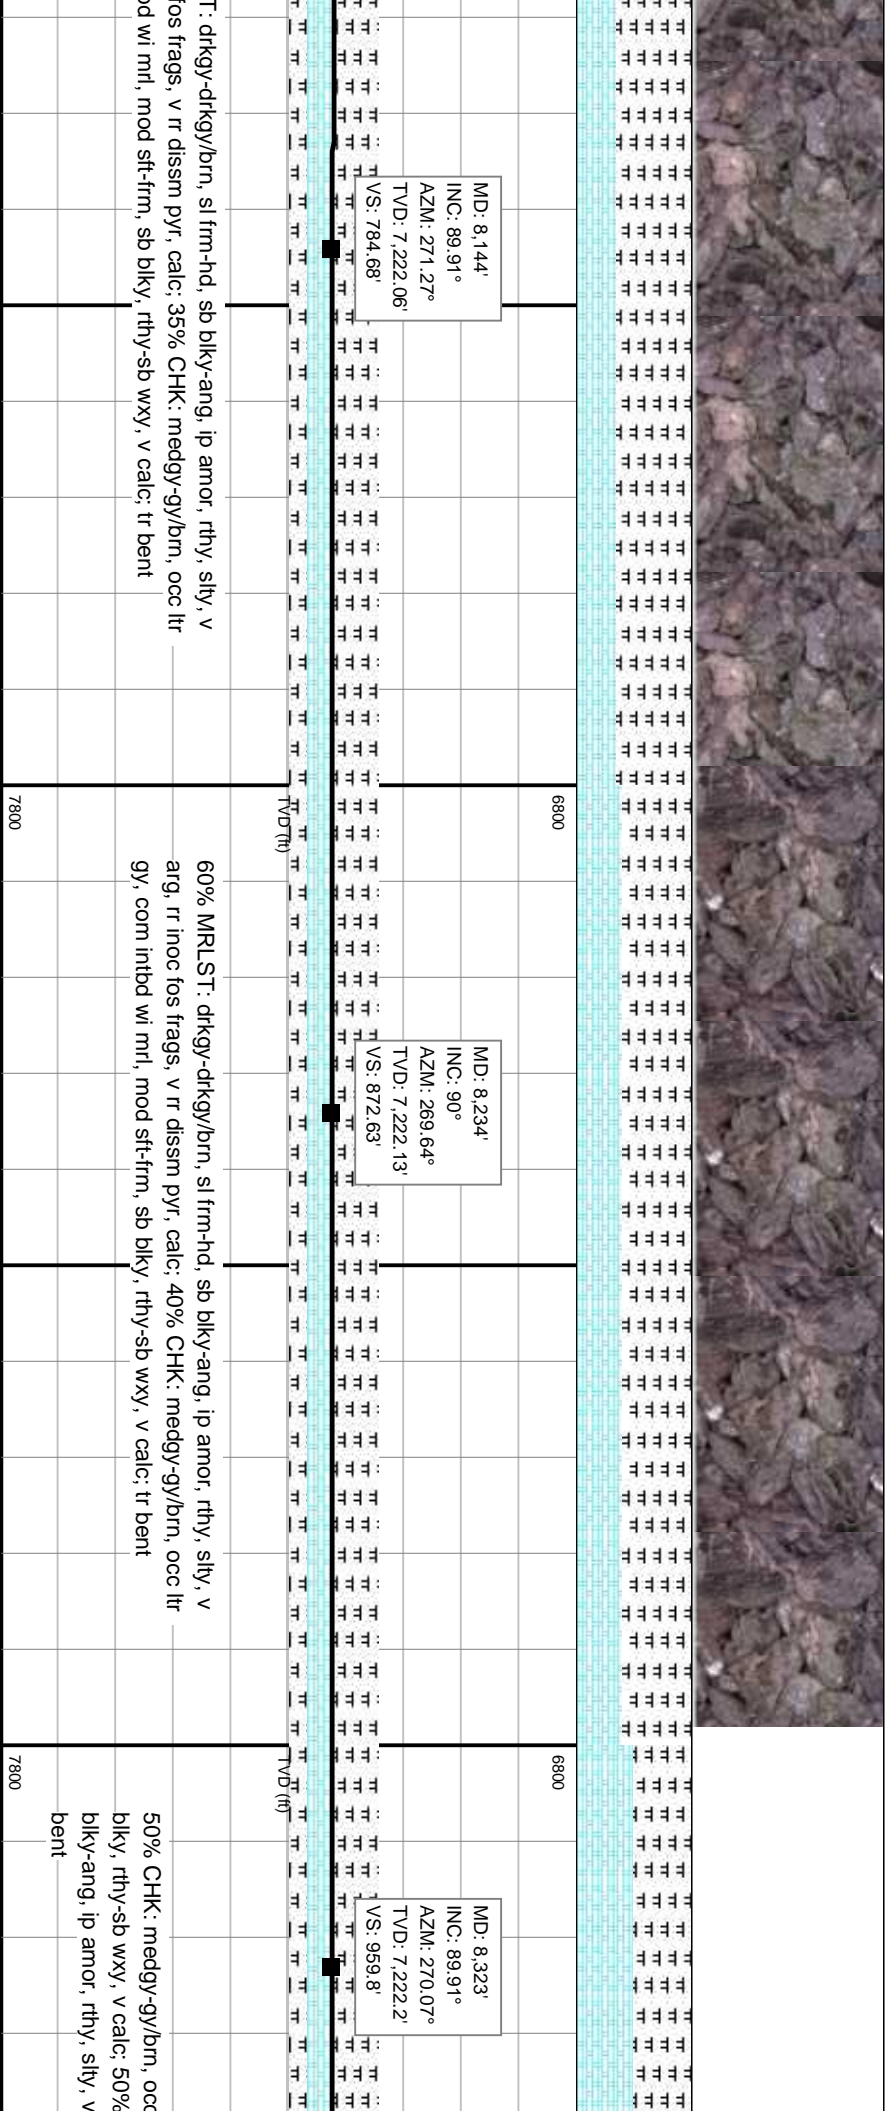 T: drkgy-drkgy/brn, sl frm-hd, sb blky-ang, ip amor, rthy, slty, v
fos frags, v rr dissm pyr, calc; 35% CHK: medgy-gy/brn, occ ltr
od wi mrl, mod sft-frm, sb blky, rthy-sb wxy, v calc; tr bent
MD: 8,144'
INC: 89.91°
AZM: 271.27°
TVD: 7,222.06'
VS: 784.68'
6800
TVD (ft)
7800
60% MRLST: drkgy-drkgy/brn, sl frm-hd, sb blky-ang, ip amor, rthy, slty, v
arg, rr inoc fos frags, v rr dissm pyr, calc; 40% CHK: medgy-gy/brn, occ ltr
gy, com intbd wi mrl, mod sft-frm, sb blky, rthy-sb wxy, v calc; tr bent
MD: 8,234'
INC: 90°
AZM: 269.64°
TVD: 7,222.13'
VS: 872.63'
6800
TVD (ft)
7800
50% CHK: medgy-gy/brn, occ
blky, rthy-sb wxy, v calc; 50%
blky-ang, ip amor, rthy, slty, v
bent
MD: 8,323'
INC: 89.91°
AZM: 270.07°
TVD: 7,222.2'
VS: 959.8'